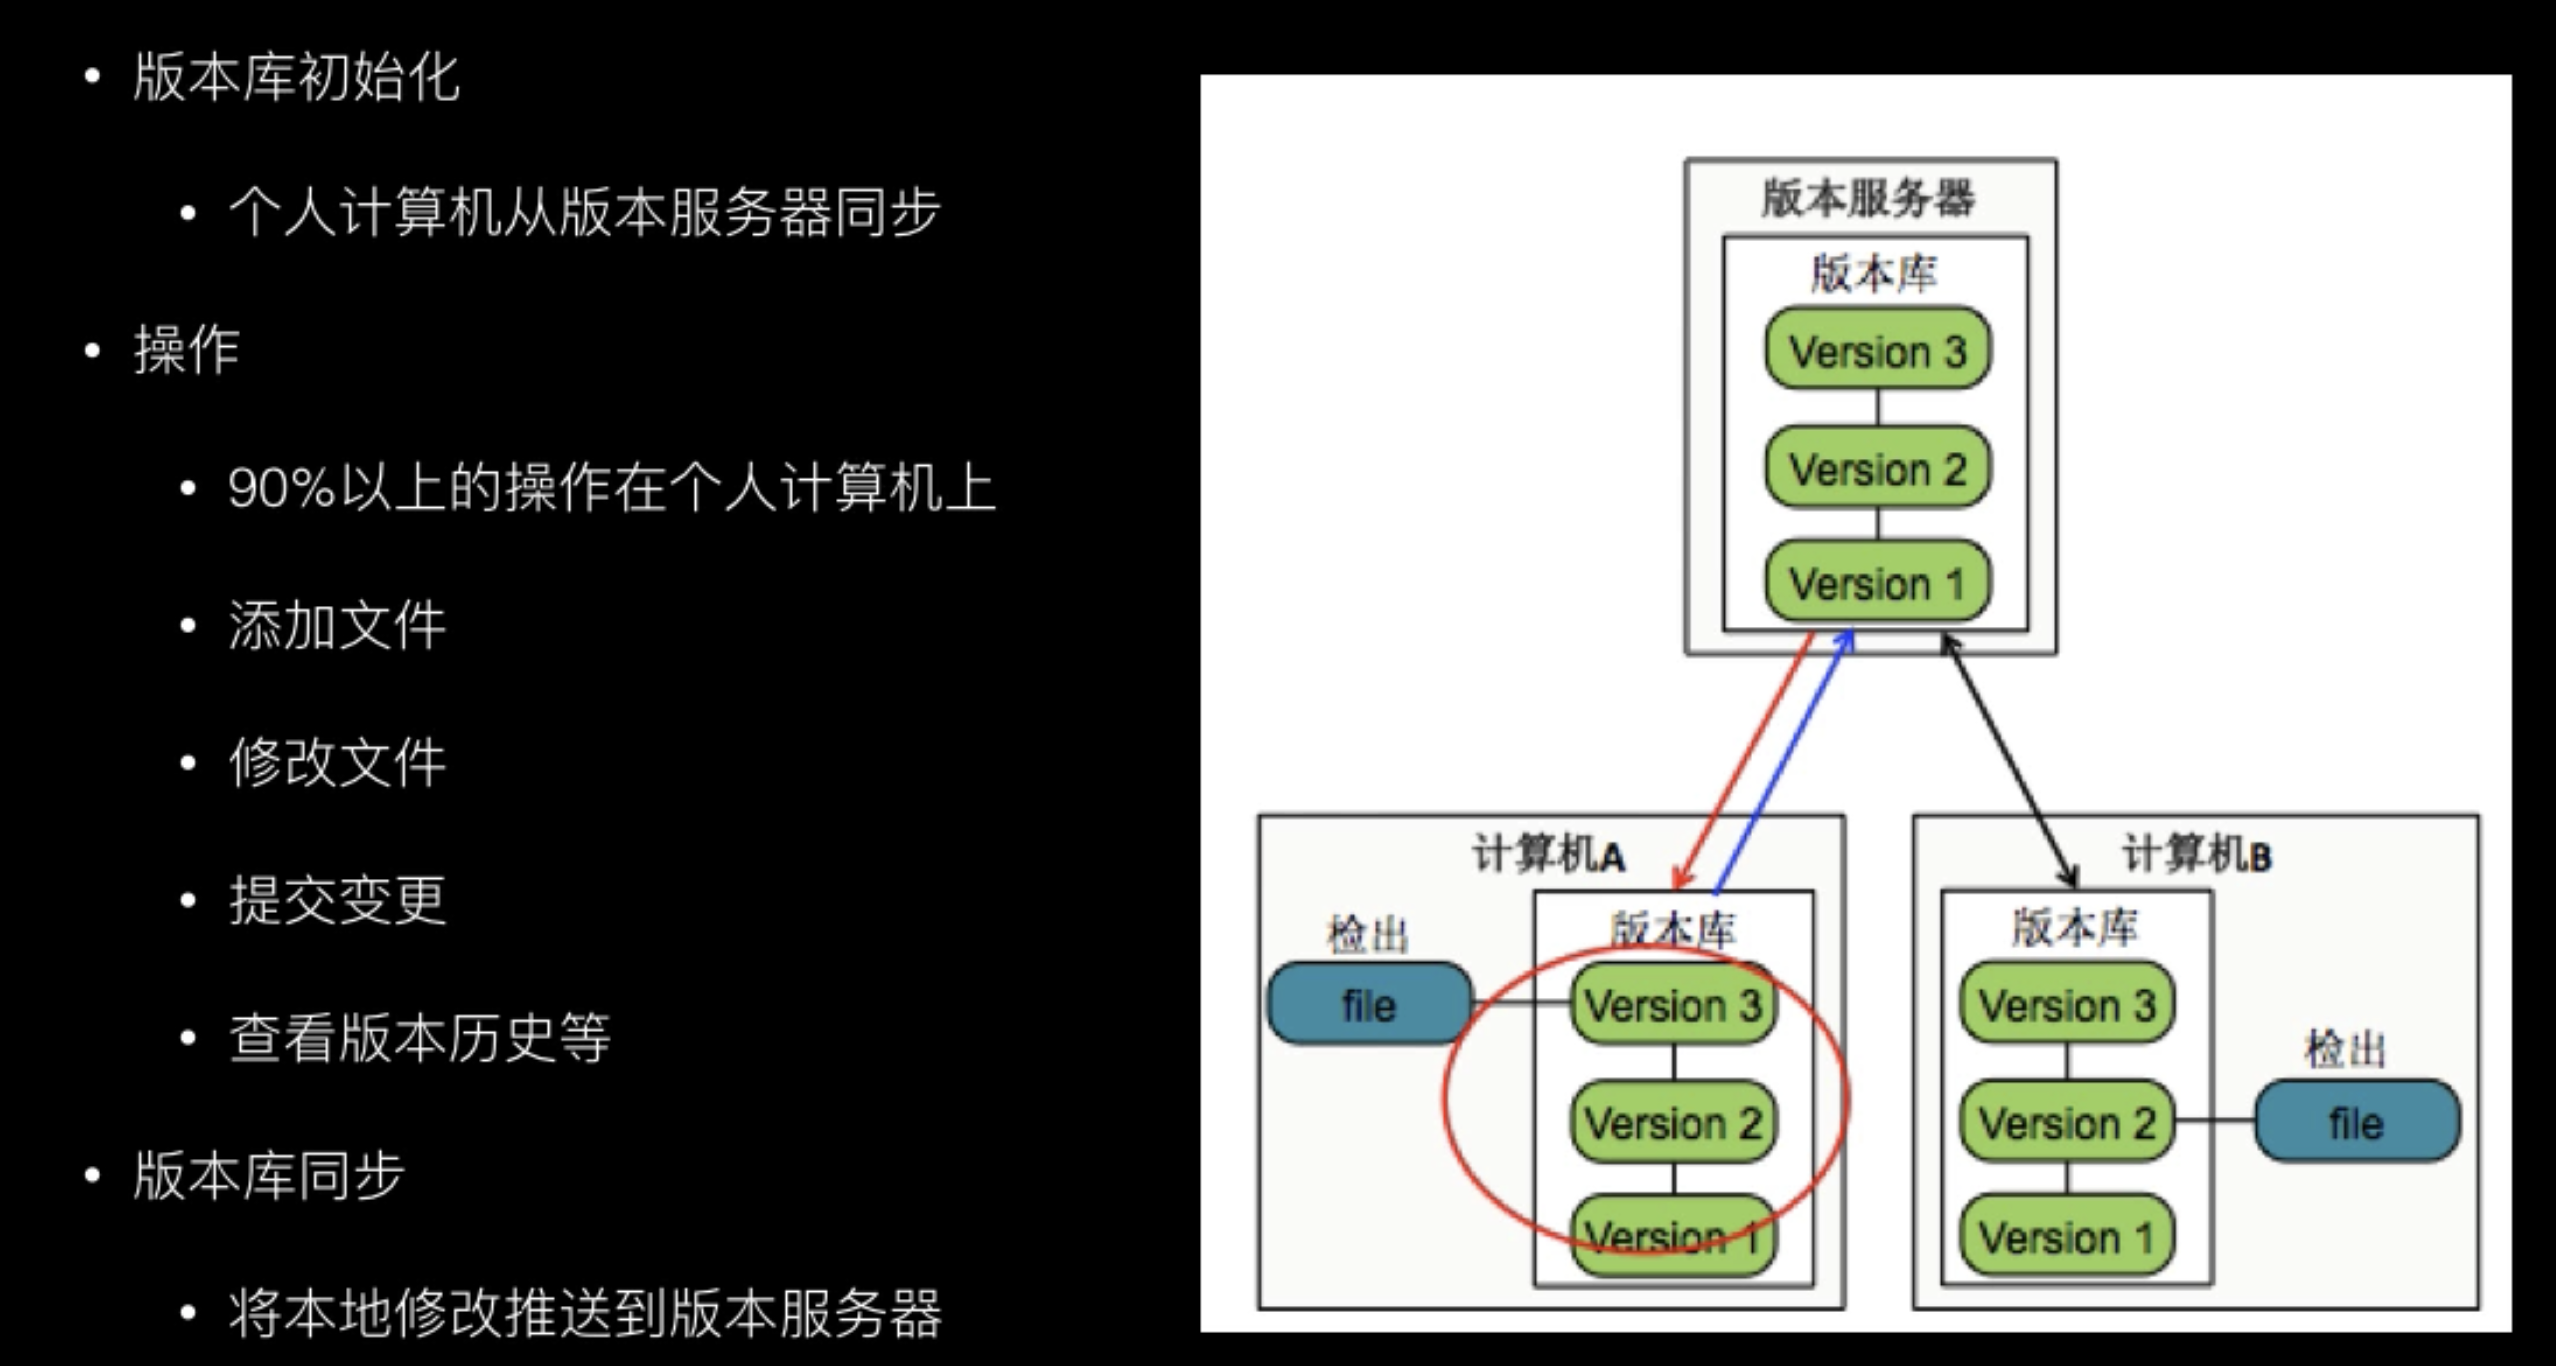 • 版本库初始化
• 个人计算机从版本服务器同步
• 操作
• 90%以上的操作在个人计算机上
• 添加文件
• 修改文件
• 提交变更
• 查看版本历史等
• 版本库同步
• 将本地修改推送到版本服务器
版本服务器
版本库
Version 3
Version 2
Version 1
计算机A
检出
file
版本库
Version 3
Version 2
Version 1
计算机B
版本库
Version 3
Version 2
Version 1
检出
file